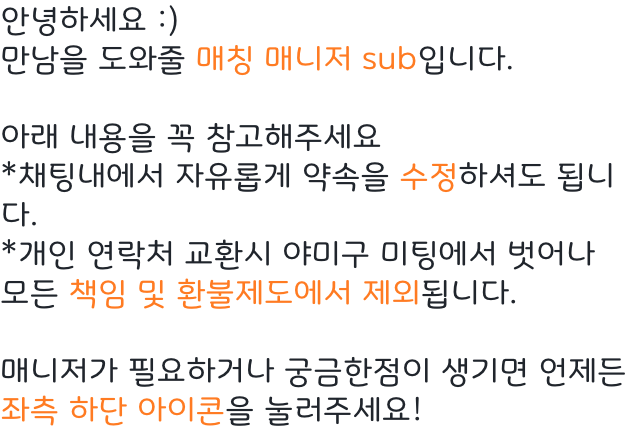 안녕하세요 :)
만남을 도와줄 매칭 매니저 sub입니다.
아래 내용을 꼭 참고해주세요
*채팅내에서 자유롭게 약속을 수정하셔도 됩니
다.
*개인 연락처 교환시 야미구 미팅에서 벗어나
모든 책임 및 환불제도에서 제외됩니다.
매니저가 필요하거나 궁금한점이 생기면 언제든
좌측 하단 아이콘을 눌러주세요!